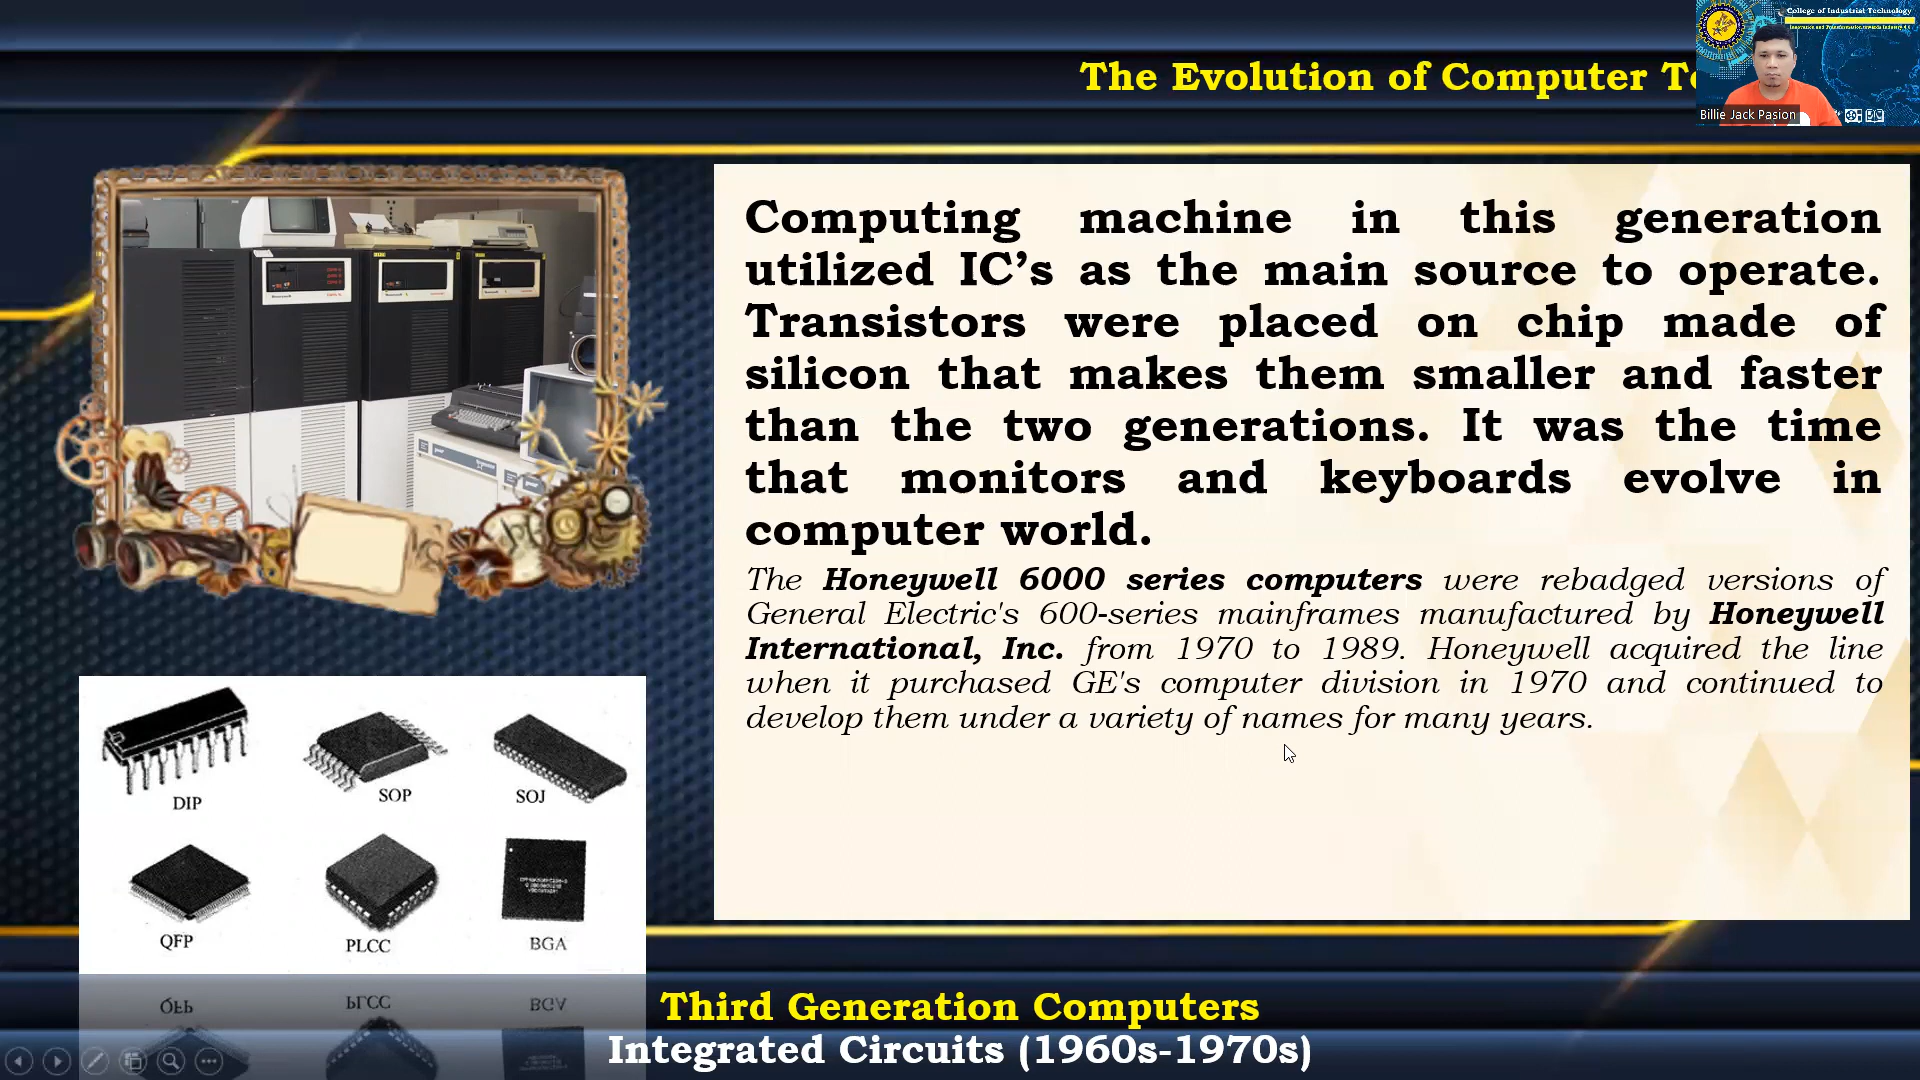 College of Industrial Technology
The Evolution of Computer
Billie Jack Pasion
Computing machine in this generation
utilized IC’s as the main source to operate.
Transistors were placed on chip made of
silicon that makes them smaller and faster
than the two generations. It was the time
that monitors and keyboards evolve in
computer world.
The Honeywell 6000 series computers were rebadged versions of
General Electric's 600-series mainframes manufactured by Honeywell
International, Inc. from 1970 to 1989. Honeywell acquired the line
when it purchased GE's computer division in 1970 and continued to
develop them under a variety of names for many years.
DIP
SOP
SOJ
QFP
PLCC
BGA
Third Generation Computers
Integrated Circuits (1960s-1970s)